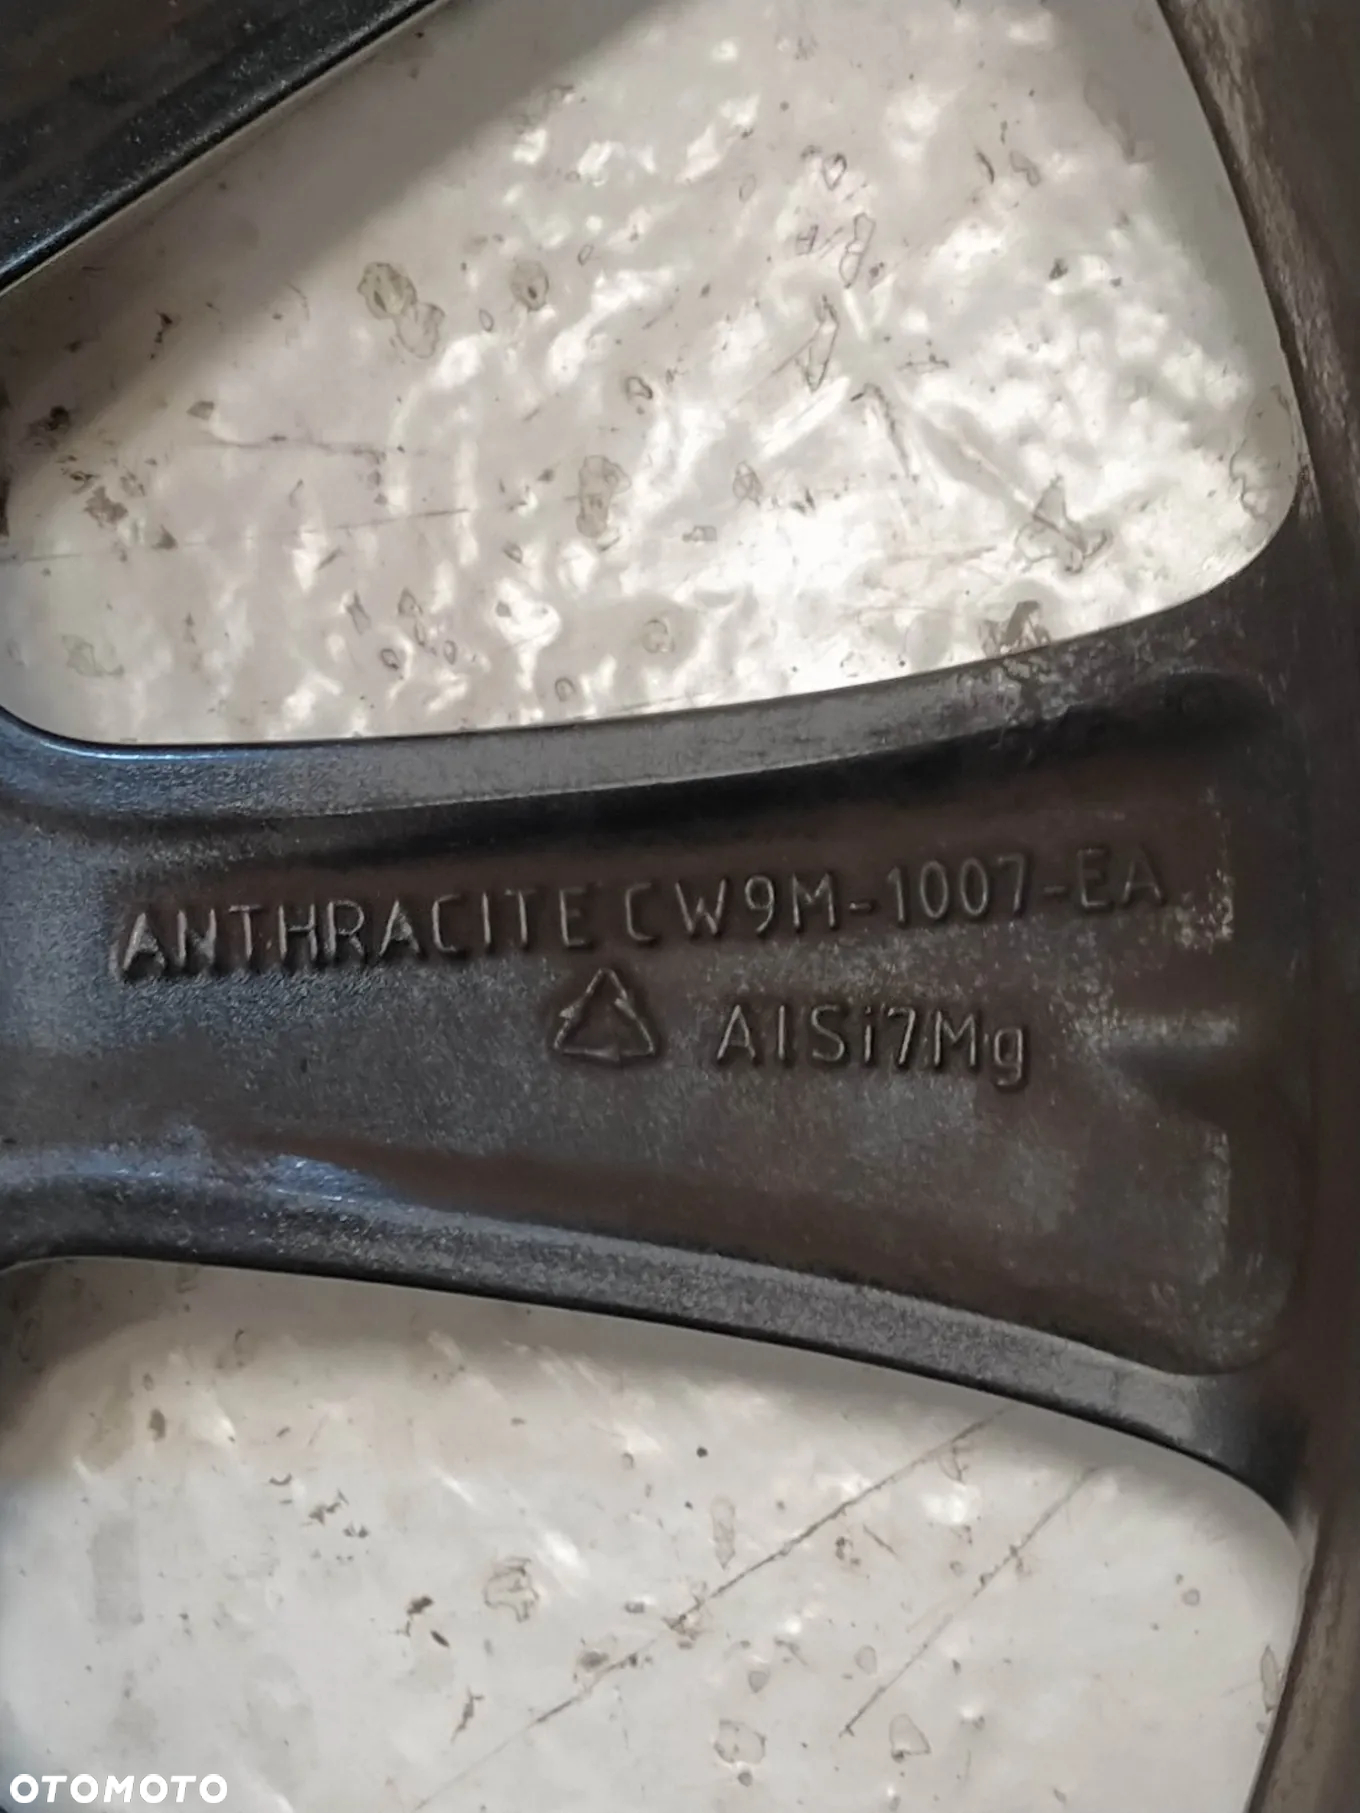 ANTHRACITE CW9M-1007-EA
AlSi7Mg
OTOMOTO